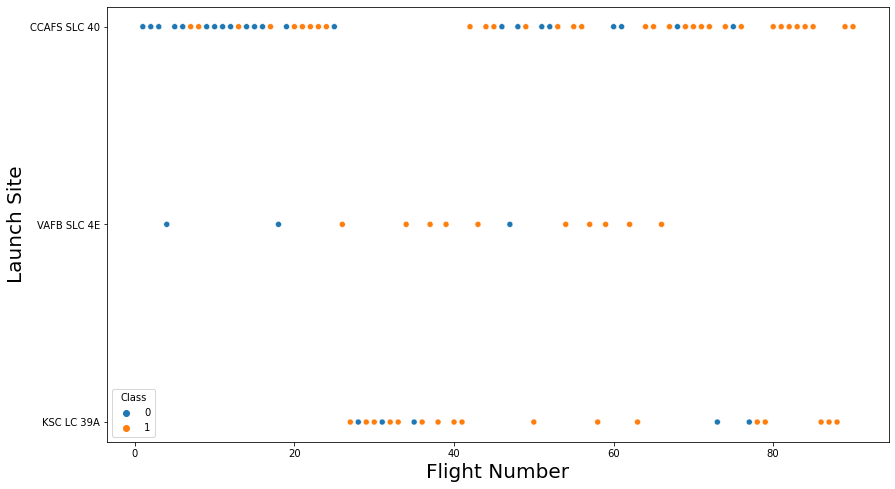 CCAFS SLC 40
VAFB SLC 4E
KSC LC 39A
Launch Site
Class
0
1
0
20
40
60
80
Flight Number